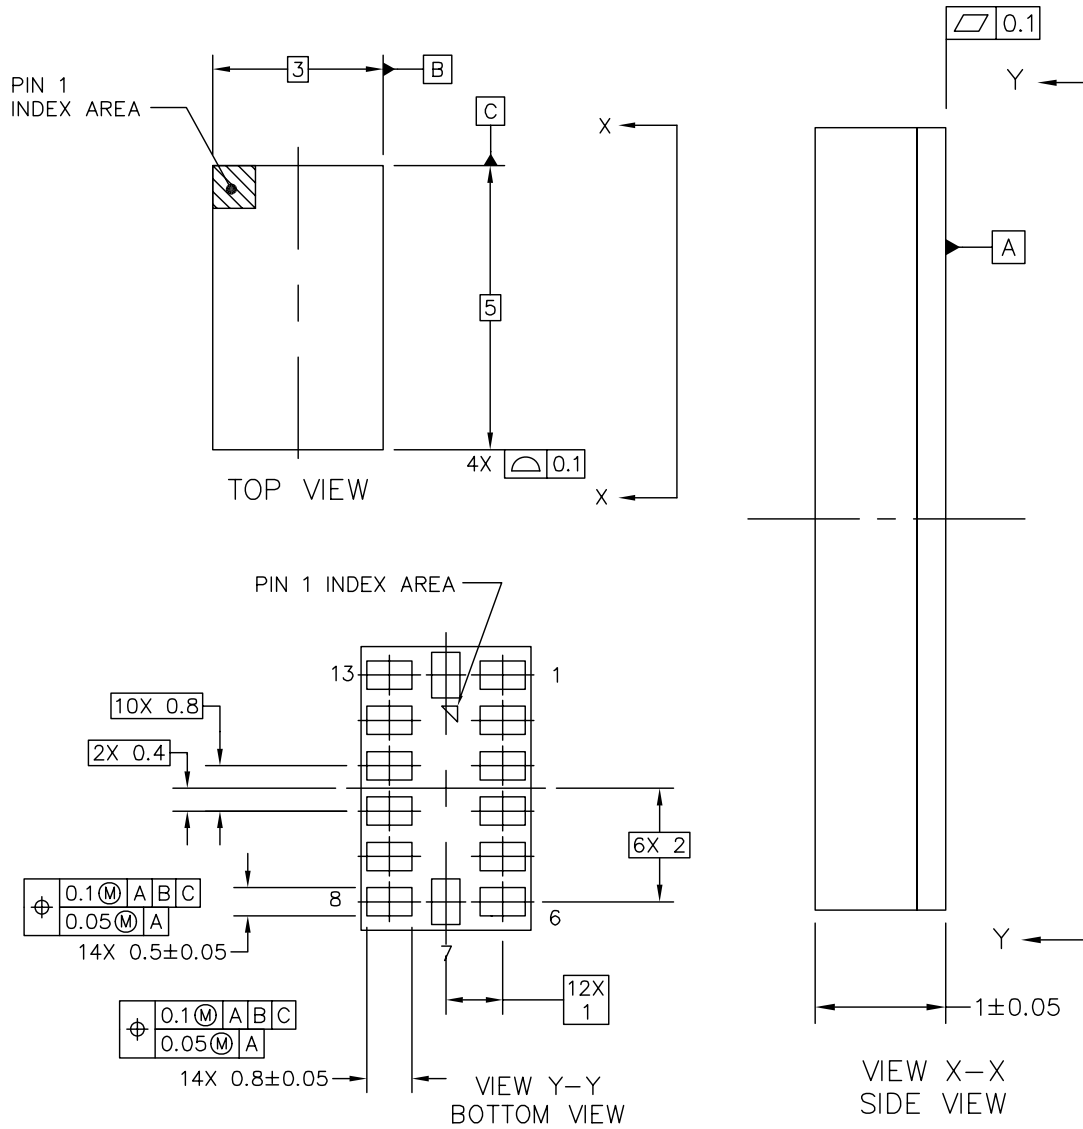 0.1
Y
3
B
PIN 1
INDEX AREA
C
X
A
5
4X 0.1
TOP VIEW
X
PIN 1 INDEX AREA
13
1
10X 0.8
2X 0.4
6X 2
8
6
0.1 Ⓜ A B C
0.05 Ⓜ A
14X 0.5±0.05
7
Y
12X
1
1±0.05
0.1 Ⓜ A B C
0.05 Ⓜ A
14X 0.8±0.05
VIEW Y-Y
BOTTOM VIEW
VIEW X-X
SIDE VIEW